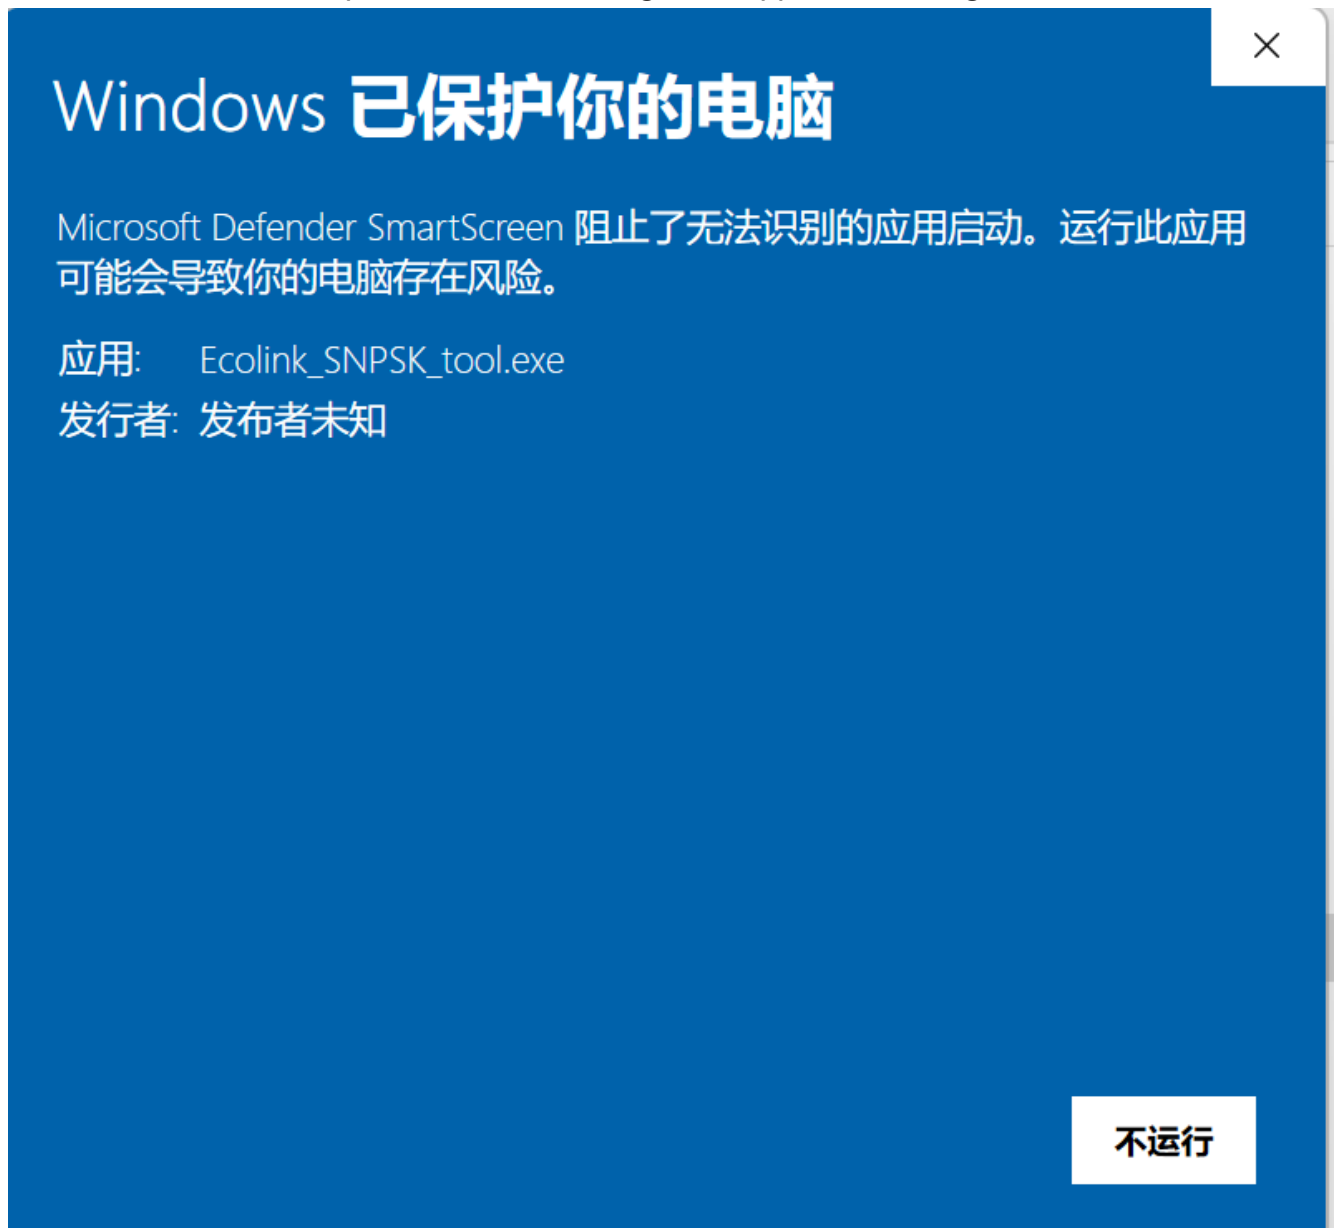 Windows 已保护你的电脑
Microsoft Defender SmartScreen 阻止了无法识别的应用启动。运行此应用
可能会导致你的电脑存在风险。
应用: Ecolink_SNPSK_tool.exe
发行者: 发布者未知
不运行